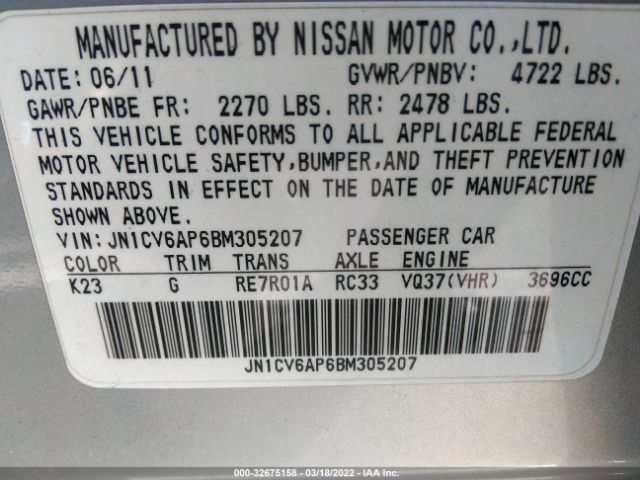 MANUFACTURED BY NISSAN MOTOR CO.,LTD.
DATE: 06/11 GVWR/PNBV: 4722 LBS.
GAWR/PNBE FR: 2270 LBS. RR: 2478 LBS.
THIS VEHICLE CONFORMS TO ALL APPLICABLE FEDERAL
MOTOR VEHICLE SAFETY,BUMPER,AND THEFT PREVENTION
STANDARDS IN EFFECT ON THE DATE OF MANUFACTURE
SHOWN ABOVE.
VIN: JN1CV6AP6BM305207 PASSENGER CAR
COLOR TRIM TRANS AXLE ENGINE
K23 G RE7R01A RC33 VQ37(VHR) 3696CC
JN1CV6AP6BM305207
000-32675158 - 03/18/2022 - IAA Inc.